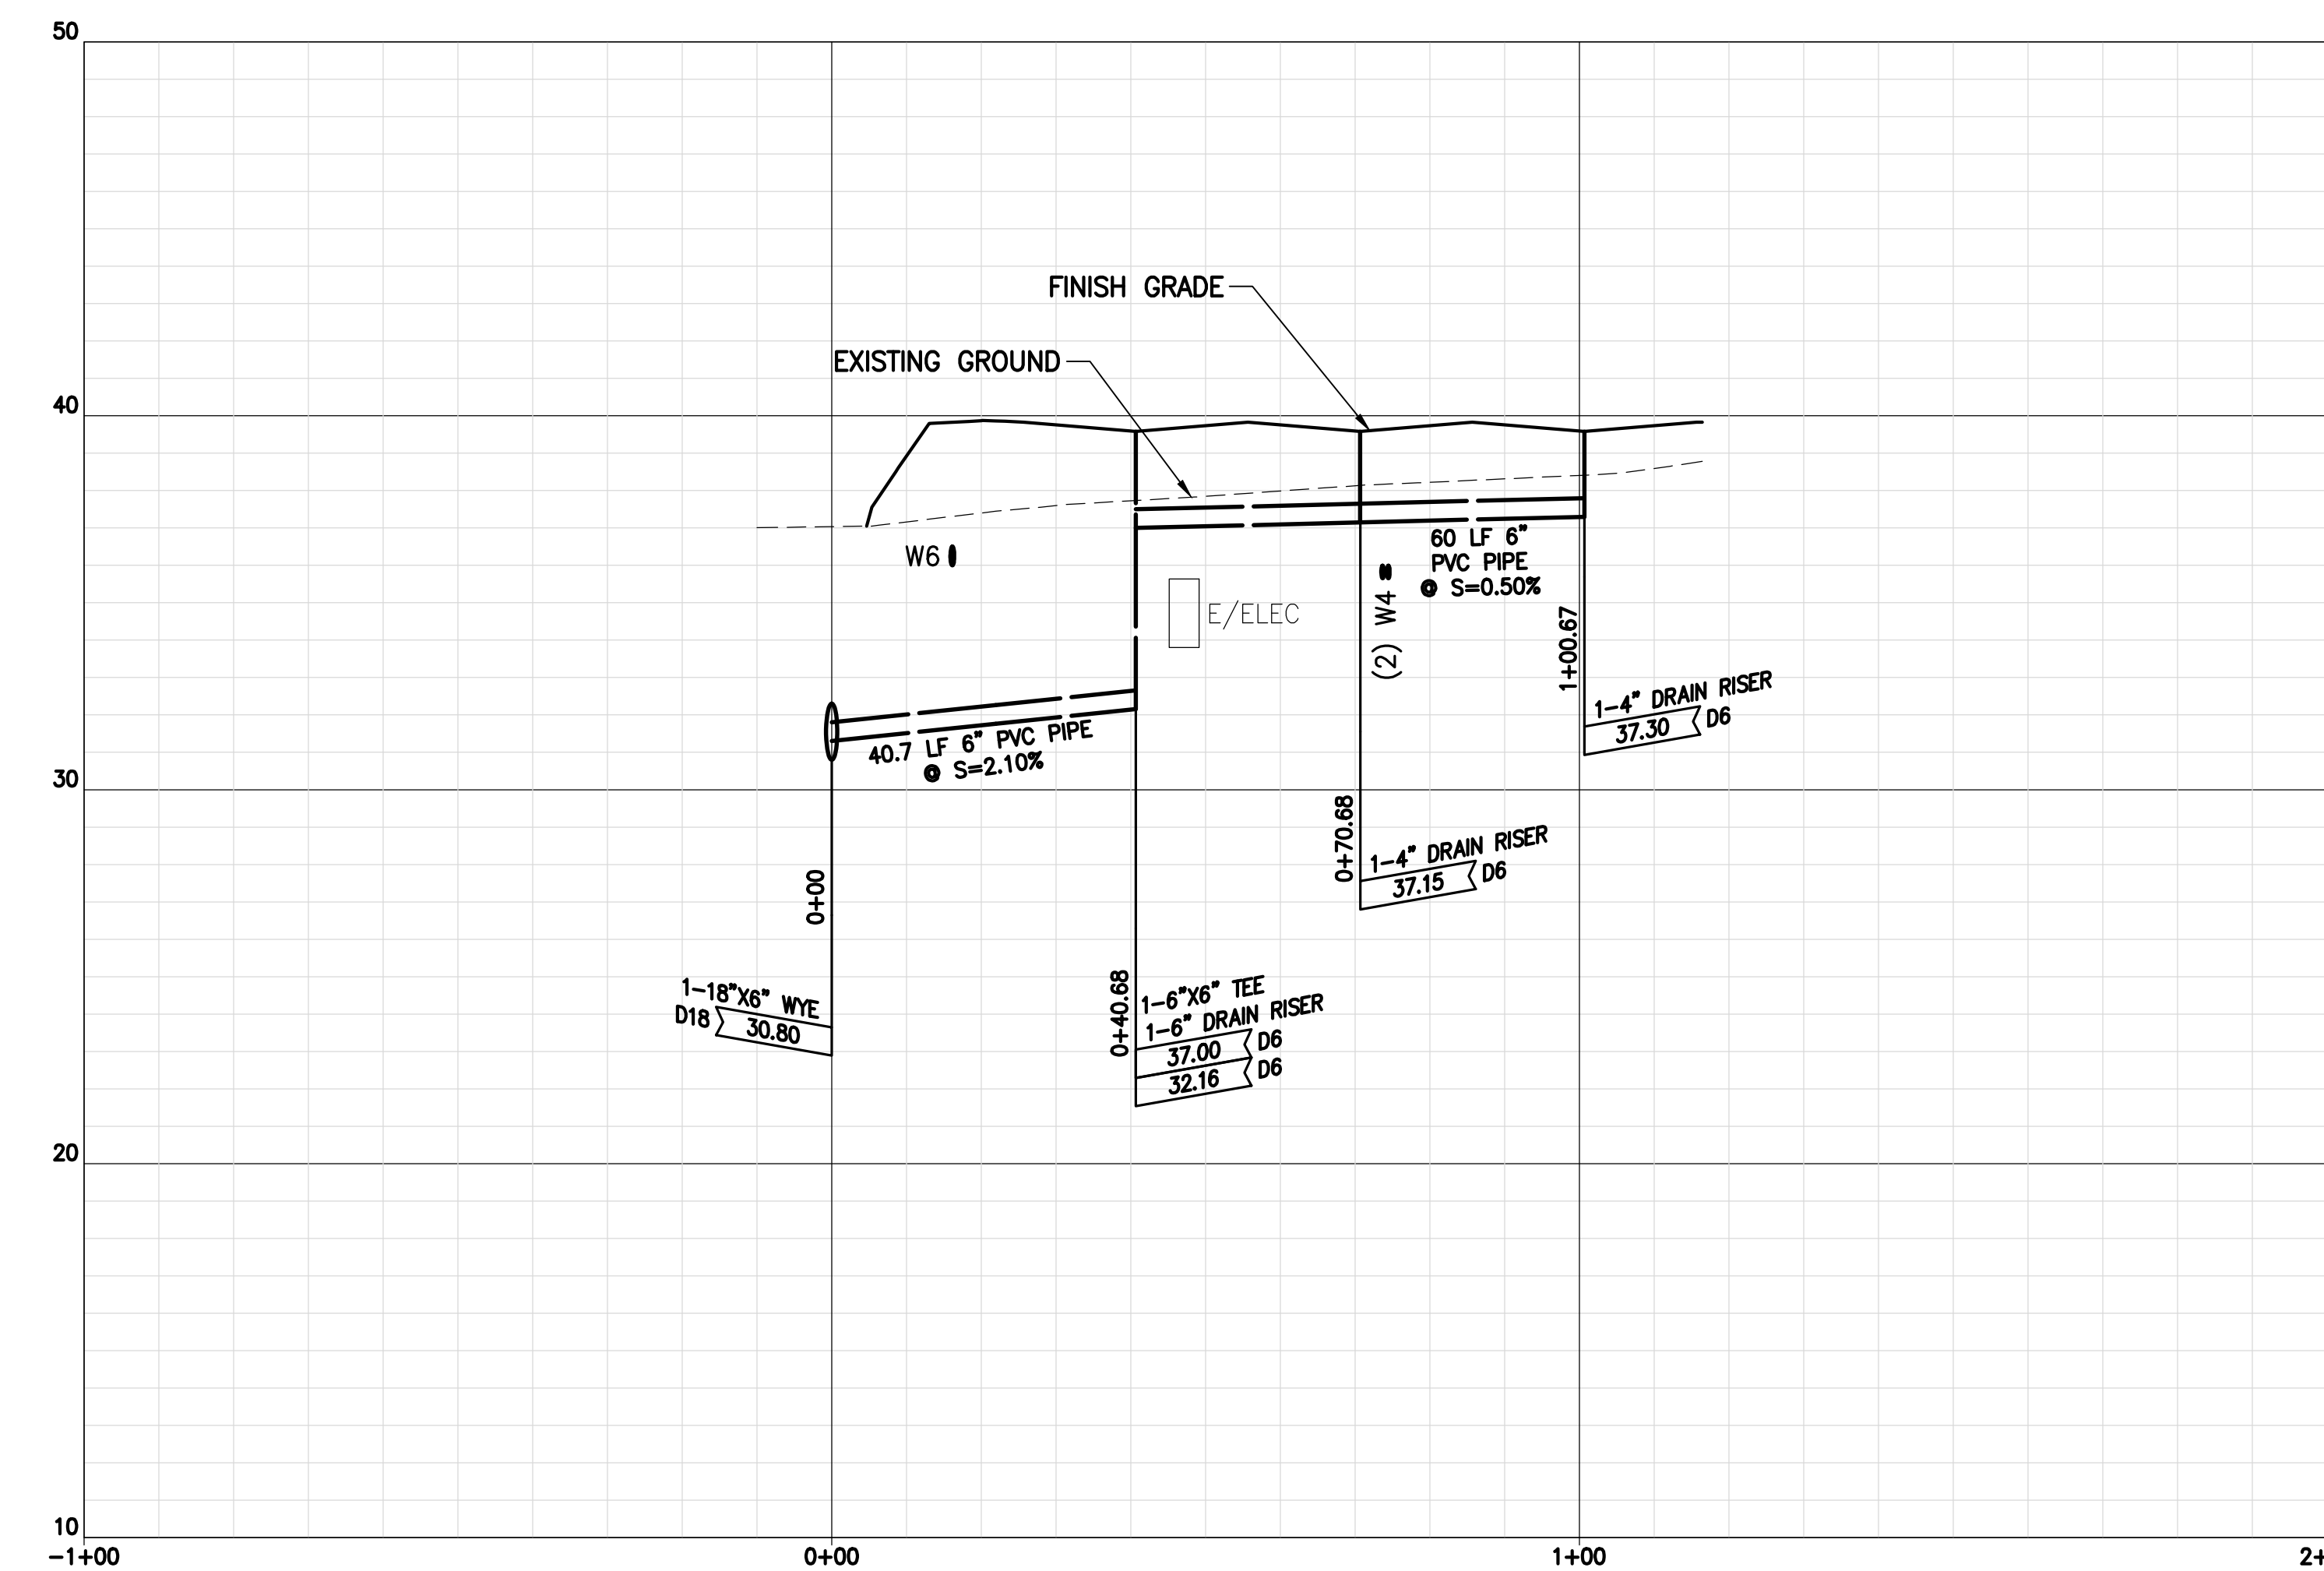 50
FINISH GRADE
EXISTING GROUND
40
W6
E/ELEC
(2) W4
60 LF 6"
PVC PIPE
@ S=0.50%
1+00.67
1-4" DRAIN RISER
37.30
D6
40.7 LF 6" PVC PIPE
@ S=2.10%
30
0+70.68
1-4" DRAIN RISER
37.15
D6
0+00
1-18"X6" WYE
D18
30.80
0+40.68
1-6"X6" TEE
1-6" DRAIN RISER
37.00
D6
32.16
D6
20
10
-1+00
0+00
1+00